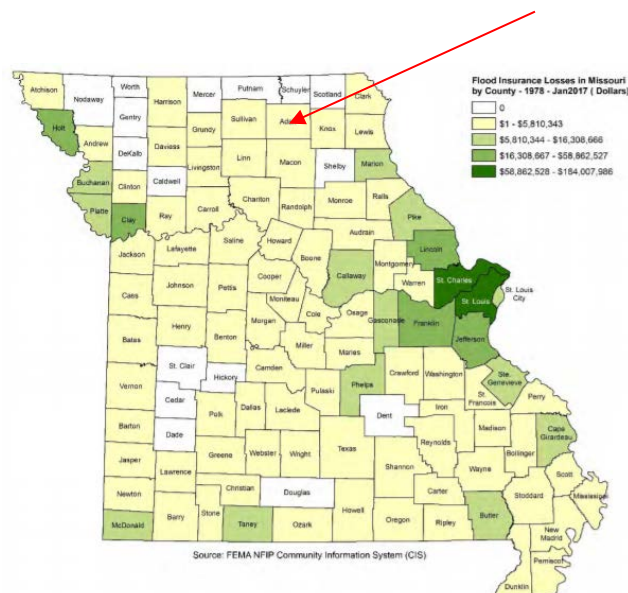 Flood Insurance Losses in Missouri
by County - 1978 - Jan2017 ( Dollars)
0
$1 - $5,810,343
$5,810,344 - $16,308,666
$16,308,667 - $58,862,527
$58,862,528 - $184,007,986
Atchison
Nodaway
Worth
Harrison
Mercer
Putnam
Schuyler
Scotland
Clark
Holt
Gentry
Sullivan
Knox
Lewis
Andrew
DeKalb
Daviess
Grundy
Linn
Macon
Shelby
Marion
Buchanan
Clinton
Caldwell
Livingston
Chariton
Randolph
Monroe
Ralls
Platte
Clay
Ray
Carroll
Pike
Audrain
Jackson
Lafayette
Saline
Howard
Boone
Callaway
Montgomery
Lincoln
Warren
St. Charles
St. Louis
St. Louis
City
Cass
Johnson
Pettis
Cooper
Moniteau
Cole
Osage
Gasconade
Franklin
Jefferson
Bates
Henry
Benton
Morgan
Miller
Maries
St. Clair
Hickory
Camden
Pulaski
Phelps
Crawford
Washington
Ste.
Genevieve
Vernon
Cedar
Polk
Dallas
Laclede
Dent
Iron
St.
Francois
Perry
Barton
Dade
Madison
Cape
Girardeau
Jasper
Lawrence
Greene
Webster
Wright
Texas
Shannon
Reynolds
Wayne
Bollinger
Scott
Newton
Christian
Douglas
Carter
Stoddard
Mississippi
McDonald
Barry
Stone
Taney
Ozark
Howell
Oregon
Ripley
Butler
New
Madrid
Pemiscot
Dunklin
Source: FEMA NFIP Community Information System (CIS)